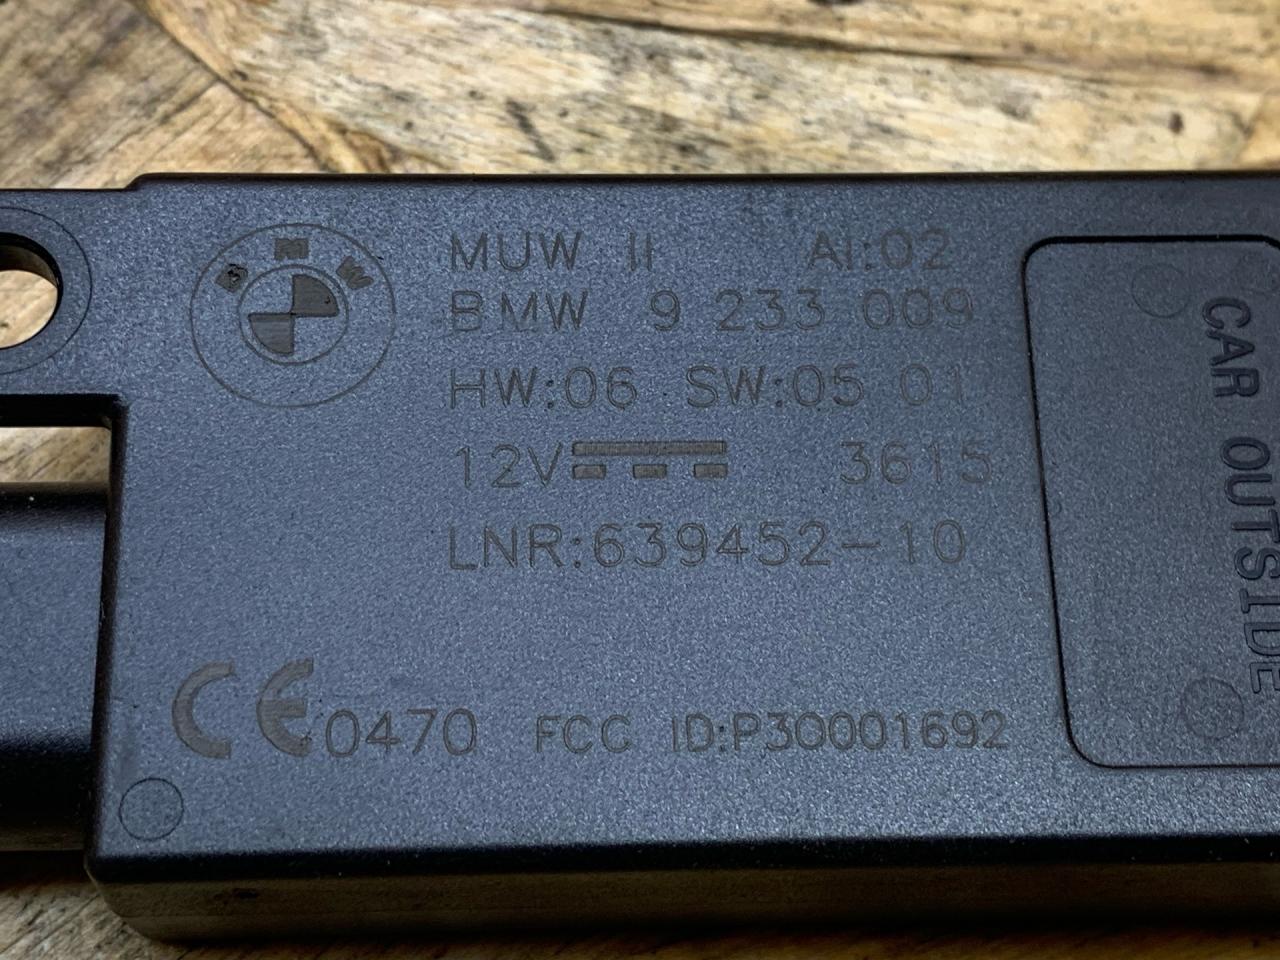 BMW
MUW II AI:02
BMW 9 233 009
HW:06 SW:05 01
12V 3615
LNR:639452-10
CE 0470 FCC ID:P30001692
CAR OUTSIDE